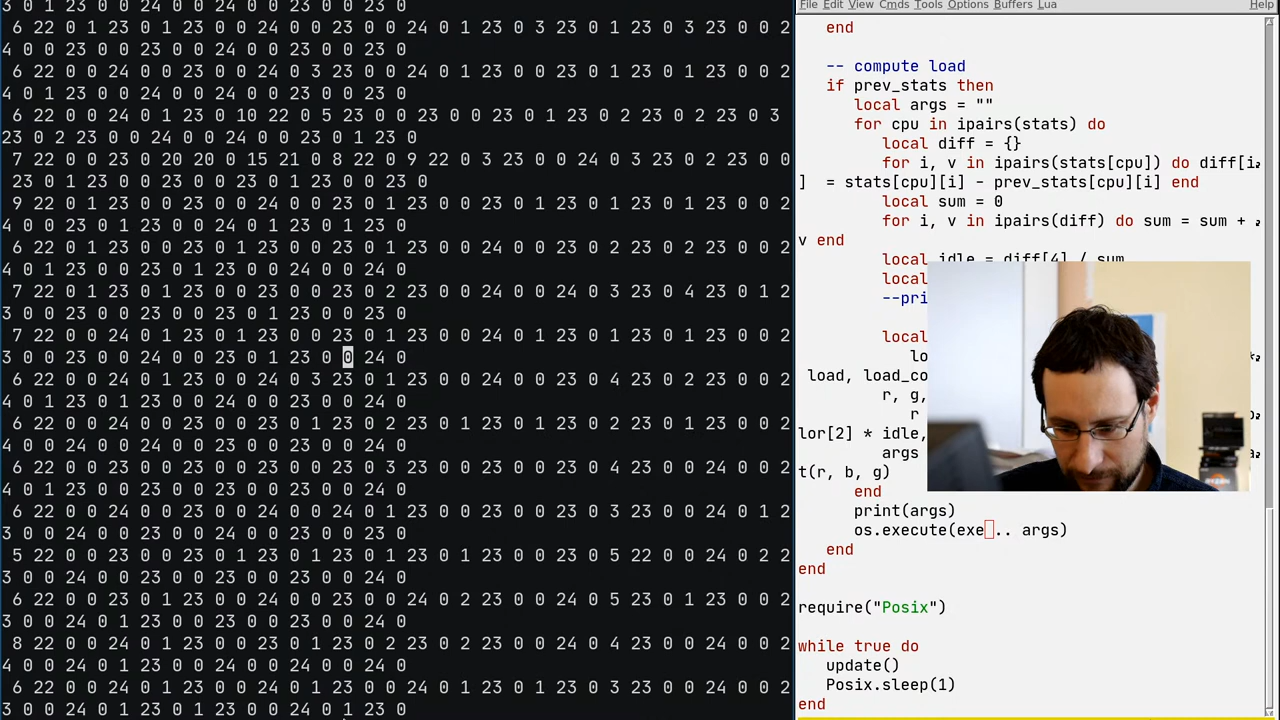 3 0 1 23 0 0 24 0 0 24 0 0 23 0 0 23 0
6 22 0 1 23 0 1 23 0 0 24 0 0 23 0 0 24 0 1 23 0 3 23 0 1 23 0 3 23 0 0 2
4 0 0 23 0 0 23 0 0 24 0 0 23 0 0 23 0
6 22 0 0 24 0 0 23 0 0 24 0 3 23 0 0 24 0 1 23 0 0 23 0 1 23 0 1 23 0 0 2
4 0 1 23 0 0 24 0 0 24 0 0 23 0 0 23 0
6 22 0 0 24 0 1 23 0 10 22 0 5 23 0 0 23 0 0 23 0 1 23 0 2 23 0 2 23 0 3
23 0 2 23 0 0 24 0 0 24 0 0 23 0 1 23 0
7 22 0 0 23 0 20 20 0 15 21 0 8 22 0 9 22 0 3 23 0 0 24 0 3 23 0 2 23 0 0
23 0 1 23 0 0 23 0 0 23 0 1 23 0 0 23 0
9 22 0 1 23 0 0 23 0 0 24 0 0 23 0 1 23 0 0 23 0 1 23 0 1 23 0 1 23 0 0 2
4 0 0 23 0 1 23 0 0 24 0 1 23 0 1 23 0
6 22 0 1 23 0 0 23 0 1 23 0 0 23 0 1 23 0 0 24 0 0 23 0 2 23 0 2 23 0 0 2
4 0 1 23 0 0 23 0 1 23 0 0 24 0 0 24
7 22 0 1 23 0 1 23 0 0 23 0 0 23 0 2 23 0 0 24 0 0 24 0 3 23 0 4 23 0 1 2
3 0 0 23 0 0 23 0 0 23 0 1 23 0 0 23 0
7 22 0 0 24 0 1 23 0 1 23 0 0 23 0 1 23 0 0 24 0 1 23 0 1 23 0 1 23 0 0 2
3 0 0 23 0 0 24 0 0 23 0 1 23 0 0 24 0
6 22 0 0 24 0 1 23 0 0 24 0 3 23 0 1 23 0 0 24 0 0 23 0 4 23 0 2 23 0 0 2
4 0 1 23 0 1 23 0 0 24 0 0 23 0 0 24 0
6 22 0 0 24 0 0 23 0 0 23 0 1 23 0 2 23 0 1 23 0 1 23 0 0 24 0 0 23 0 0 2
4 0 0 24 0 0 24 0 0 23 0 0 23 0 0 24 0
6 22 0 0 23 0 0 23 0 0 23 0 0 23 0 3 23 0 0 23 0 0 23 0 4 23 0 0 24 0 0 2
4 0 1 23 0 0 23 0 0 23 0 0 23 0 0 24 0
6 22 0 0 23 0 0 24 0 0 24 0 0 24 0 1 23 0 0 24 0 0 23 0 3 23 0 0 24 0 1 2
3 0 0 24 0 0 23 0 0 24 0 0 23 0 0 24 0
5 22 0 0 23 0 0 23 0 1 23 0 1 23 0 1 23 0 1 23 0 0 23 0 5 22 0 0 24 0 2 2
3 0 0 24 0 0 23 0 0 23 0 0 23 0 0 24 0
6 22 0 0 23 0 1 23 0 0 24 0 0 23 0 0 23 0 0 24 0 2 23 0 5 23 0 1 23 0 0 2
3 0 0 24 0 0 23 0 0 24 0 0 23 0 0 24 0
8 22 0 0 24 0 1 23 0 0 23 0 1 23 0 2 23 0 2 23 0 0 24 0 4 23 0 0 24 0 0 2
4 0 0 24 0 1 23 0 0 24 0 0 24 0 0 24 0
6 22 0 0 24 0 0 23 0 0 24 0 1 23 0 0 24 0 1 23 0 1 23 0 3 23 0 0 24 0 0 2
3 0 0 24 0 1 23 0 1 23 0 0 24 0 1 23 0
File Edit View Cmds Tools Options Buffers Lua Help
end
-- compute load
if prev_stats then
local args = ""
for cpu in ipairs(stats) do
local diff = {}
for i, v in ipairs(stats[cpu]) do diff[i
] = stats[cpu][i] - prev_stats[cpu][i] end
local sum = 0
for i, v in ipairs(diff) do sum = sum +
v end
local idle = diff[4] / sum
local
--pri
local
lo
load, load_co
r, g,
r
lor[2] * idle,
args
t(r, b, g)
end
print(args)
os.execute(exe .. args)
end
end
require("Posix")
while true do
update()
Posix.sleep(1)
end